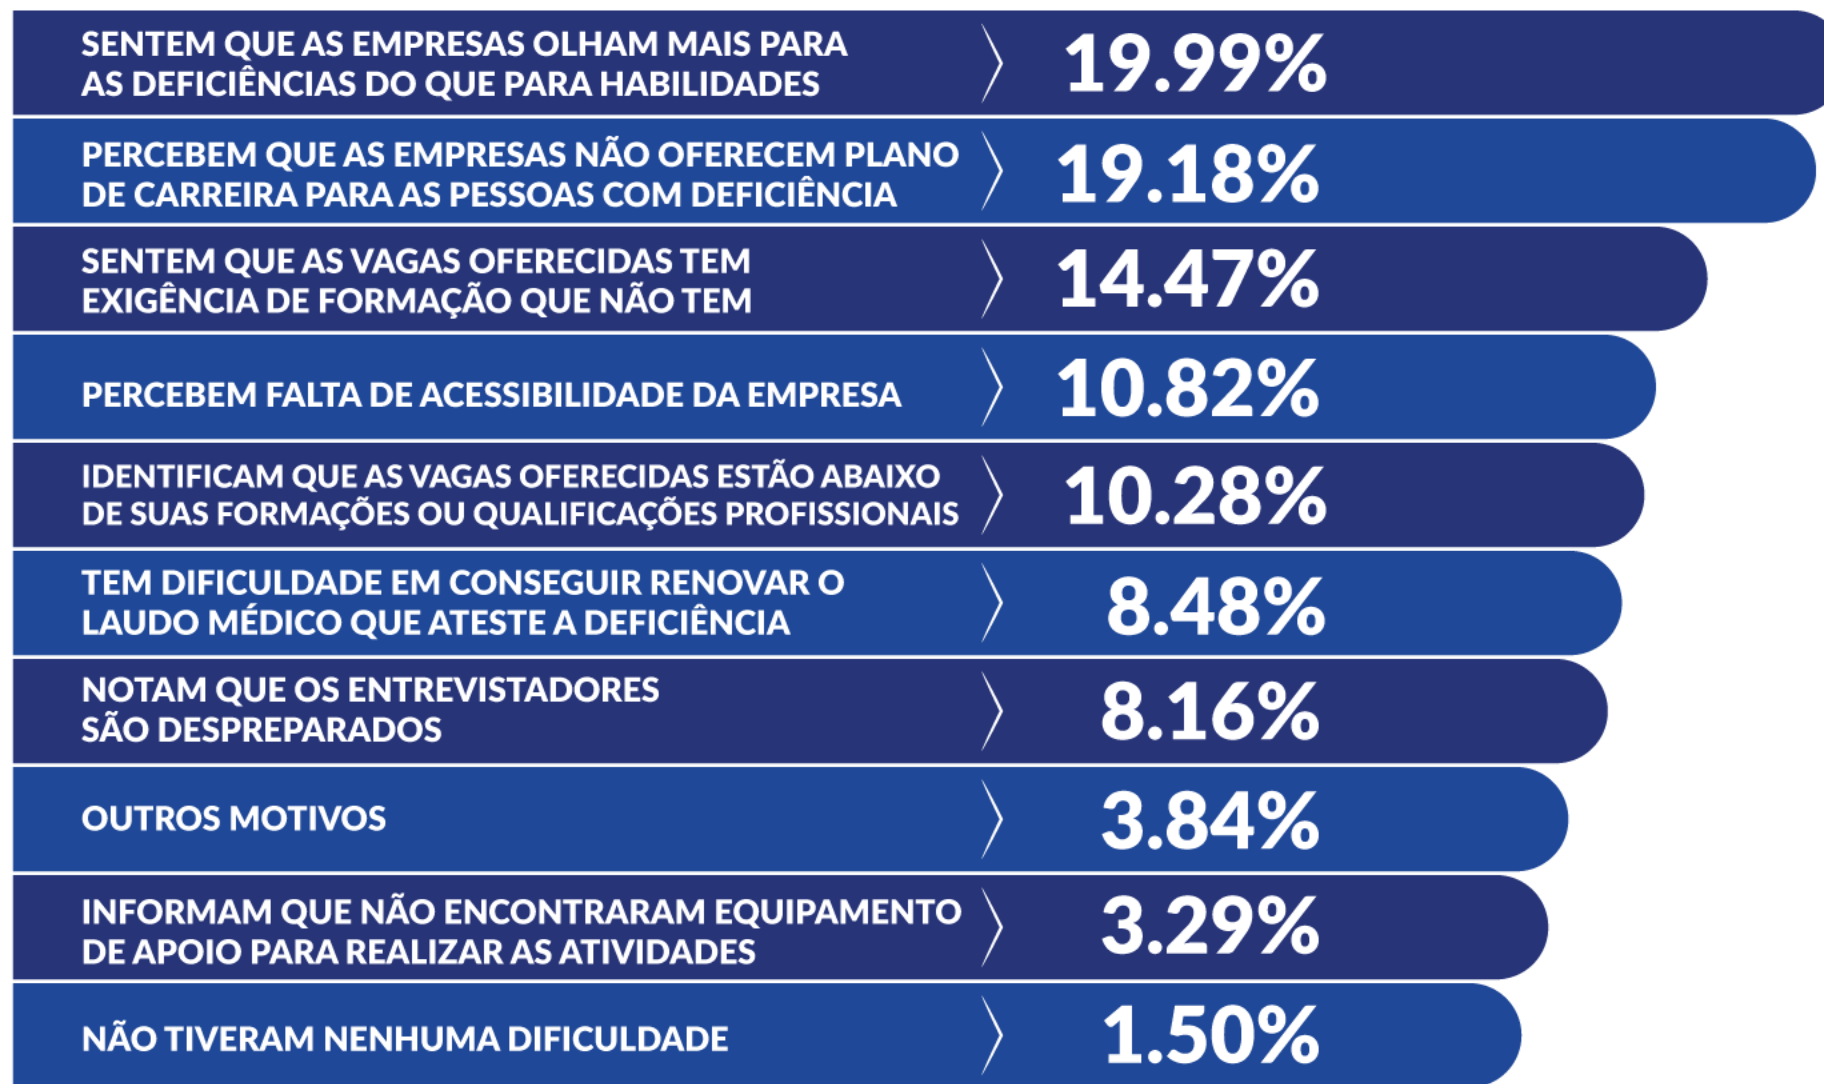 SENTEM QUE AS EMPRESAS OLHAM MAIS PARA
AS DEFICIÊNCIAS DO QUE PARA HABILIDADES
19.99%
PERCEBEM QUE AS EMPRESAS NÃO OFERECEM PLANO
DE CARREIRA PARA AS PESSOAS COM DEFICIÊNCIA
19.18%
SENTEM QUE AS VAGAS OFERECIDAS TEM
EXIGÊNCIA DE FORMAÇÃO QUE NÃO TEM
14.47%
PERCEBEM FALTA DE ACESSIBILIDADE DA EMPRESA
10.82%
IDENTIFICAM QUE AS VAGAS OFERECIDAS ESTÃO ABAIXO
DE SUAS FORMAÇÕES OU QUALIFICAÇÕES PROFISSIONAIS
10.28%
TEM DIFICULDADE EM CONSEGUIR RENOVAR O
LAUDO MÉDICO QUE ATESTE A DEFICIÊNCIA
8.48%
NOTAM QUE OS ENTREVISTADORES
SÃO DESPREPARADOS
8.16%
OUTROS MOTIVOS
3.84%
INFORMAM QUE NÃO ENCONTRARAM EQUIPAMENTO
DE APOIO PARA REALIZAR AS ATIVIDADES
3.29%
NÃO TIVERAM NENHUMA DIFICULDADE
1.50%